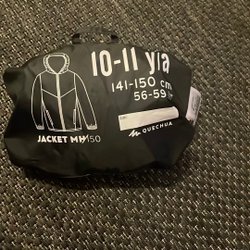 10-11 y/a
141-150 cm
56-59
JACKET MH150
QUECHUA